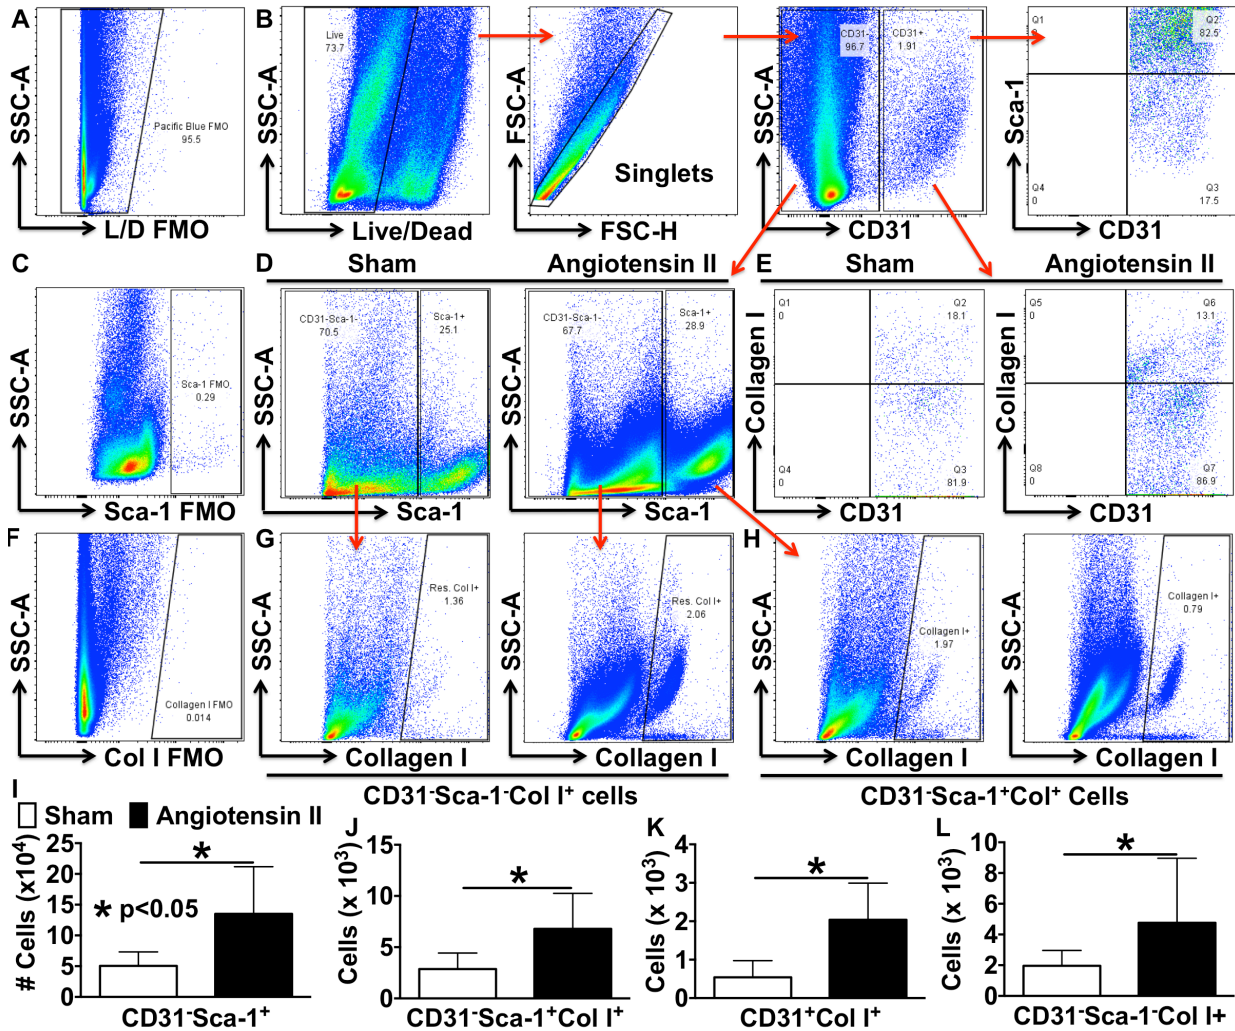 A
SSC-A
Pacific Blue FMO
95.5
L/D FMO
B
SSC-A
Live
73.7
Live/Dead
FSC-A
Singlets
FSC-H
SSC-A
CD31-
96.7
CD31+
1.91
CD31
Sca-1
Q1
0
Q2
82.5
Q4
0
Q3
17.5
CD31
C
SSC-A
Sca-1 FMO
0.29
Sca-1 FMO
D
Sham
Angiotensin II
SSC-A
CD31-Sca-1-
70.5
Sca-1+
25.1
Sca-1
SSC-A
CD31-Sca-1-
67.7
Sca-1+
28.9
Sca-1
E
Sham
Angiotensin II
Collagen I
Q1
0
Q2
18.1
Q4
0
Q3
81.9
CD31
Collagen I
Q5
0
Q6
13.1
Q8
0
Q7
86.9
CD31
F
SSC-A
Collagen I FMO
0.014
Col I FMO
G
SSC-A
Res. Col I+
1.36
Collagen I
SSC-A
Res. Col I+
2.06
Collagen I
CD31-Sca-1-Col I+ cells
H
SSC-A
Collagen I+
1.97
Collagen I
SSC-A
Collagen I+
0.79
Collagen I
CD31-Sca-1+Col+ Cells
I
Sham
Angiotensin II
# Cells (x10⁴)
25
20
15
10
5
0
*
* p<0.05
CD31-Sca-1+
J
Cells (x 10³)
15
10
5
0
*
CD31-Sca-1+Col I+
K
Cells (x 10³)
4
3
2
1
0
*
CD31+Col I+
L
Cells (x 10³)
10
8
6
4
2
0
*
CD31-Sca-1-Col I+